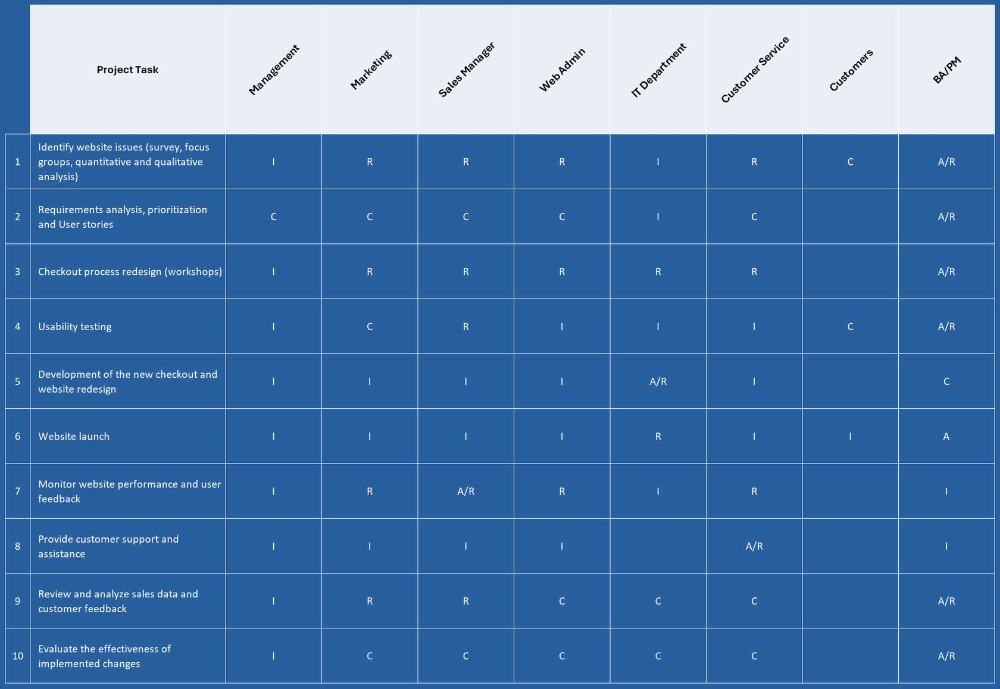 Project Task Management Marketing Sales Manager Web Admin IT Department Customer Service Customers BA/PM
Identify website issues (survey, focus
1 groups, quantitative and qualitative I R R R I R C A/R
analysis)
Requirements analysis, prioritization
2 C C C C I C A/R
and User stories
3 Checkout process redesign (workshops) I R R R R R A/R
4 Usability testing I C R I I I C A/R
Development of the new checkout and
5 I I I I A/R I C
website redesign
6 Website launch I I I I R I I A
Monitor website performance and user
7 I R A/R R I R I
feedback
Provide customer support and
8 I I I I A/R I
assistance
Review and analyze sales data and
9 I R R C C C A/R
customer feedback
Evaluate the effectiveness of
10 I C C C C C A/R
implemented changes